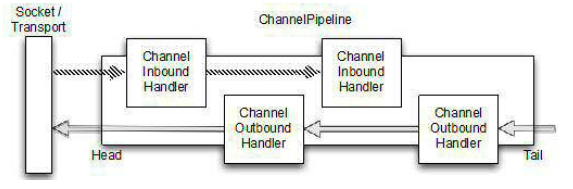 Socket /
Transport
ChannelPipeline
Channel
Inbound
Handler
Channel
Inbound
Handler
Channel
Outbound
Handler
Channel
Outbound
Handler
Head
Tail